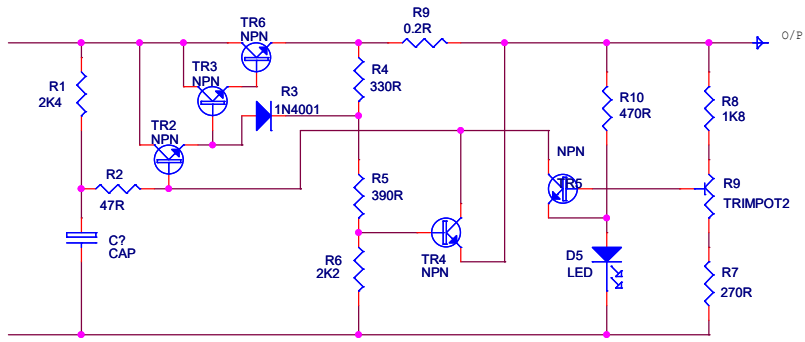 TR6
NPN
R9
0.2R
O/P
R1
2K4
TR3
NPN
R3
1N4001
R4
330R
R10
470R
R8
1K8
TR2
NPN
NPN
TR5
R2
47R
R5
390R
R9
TRIMPOT2
C?
CAP
R6
2K2
TR4
NPN
D5
LED
R7
270R